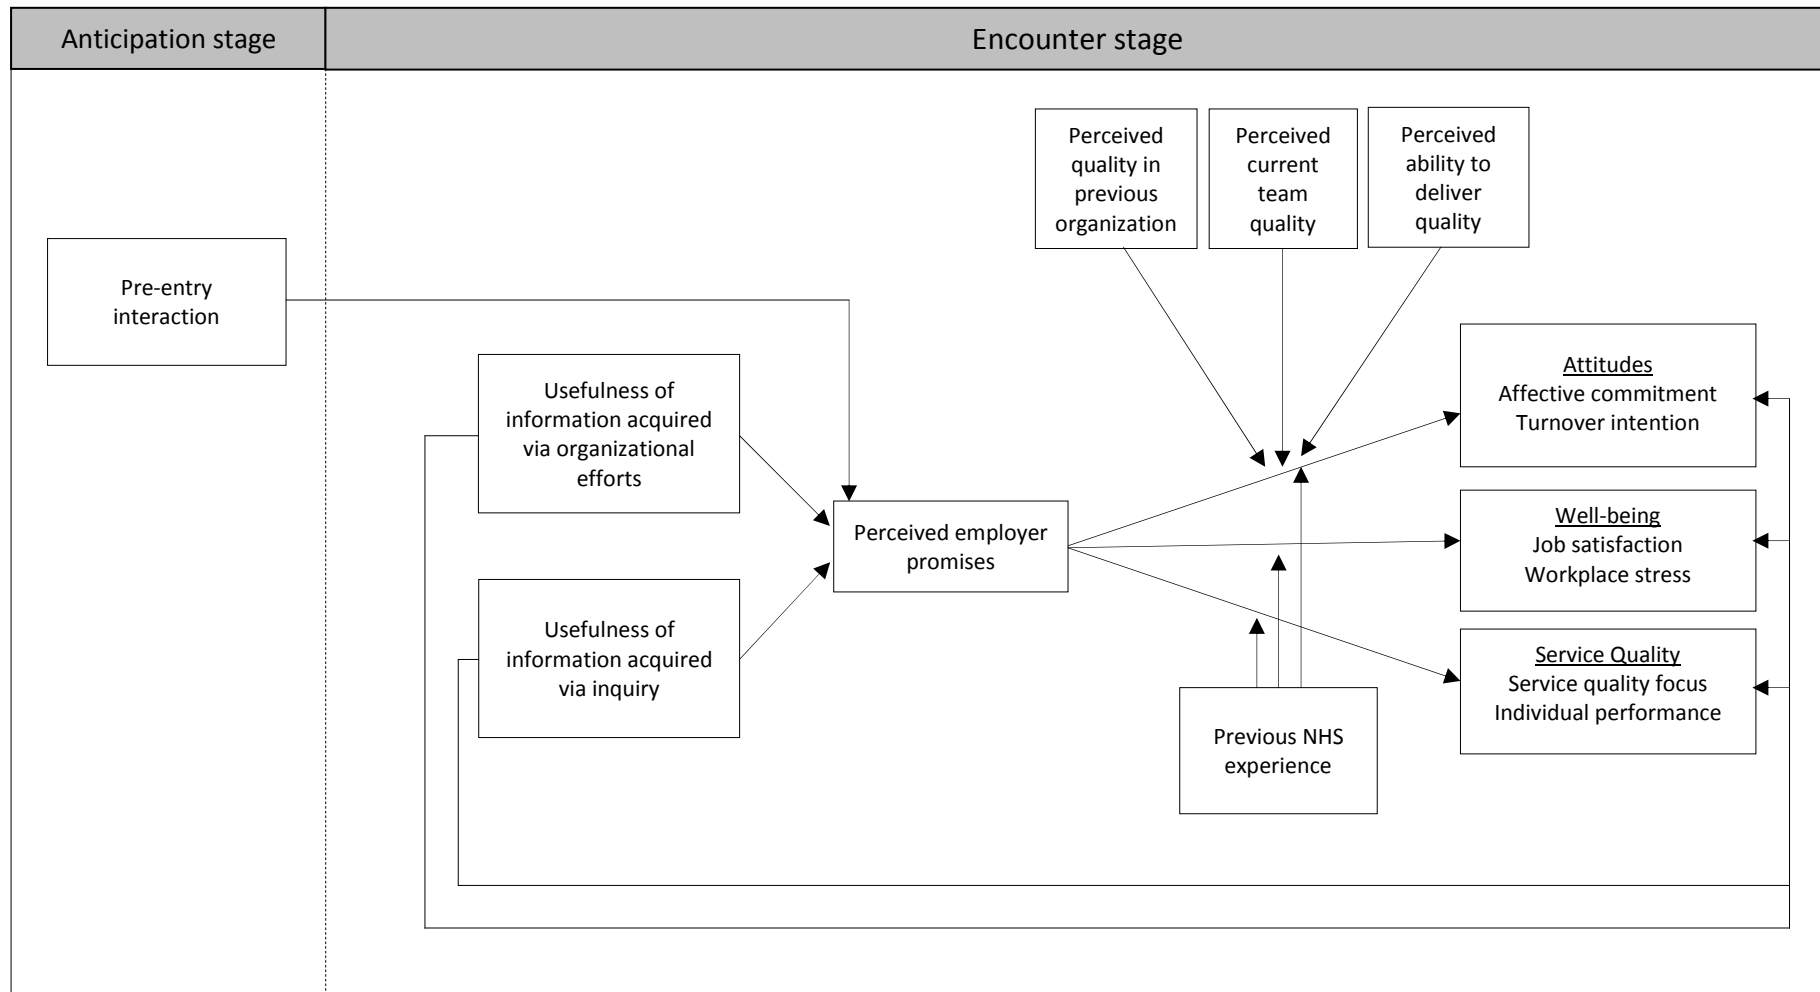 Anticipation stage
Encounter stage
Perceived
quality in
previous
organization
Perceived
current
team
quality
Perceived
ability to
deliver
quality
Pre-entry
interaction
Usefulness of
information acquired
via organizational
efforts
Attitudes
Affective commitment
Turnover intention
Perceived employer
promises
Well-being
Job satisfaction
Workplace stress
Usefulness of
information acquired
via inquiry
Service Quality
Service quality focus
Individual performance
Previous NHS
experience